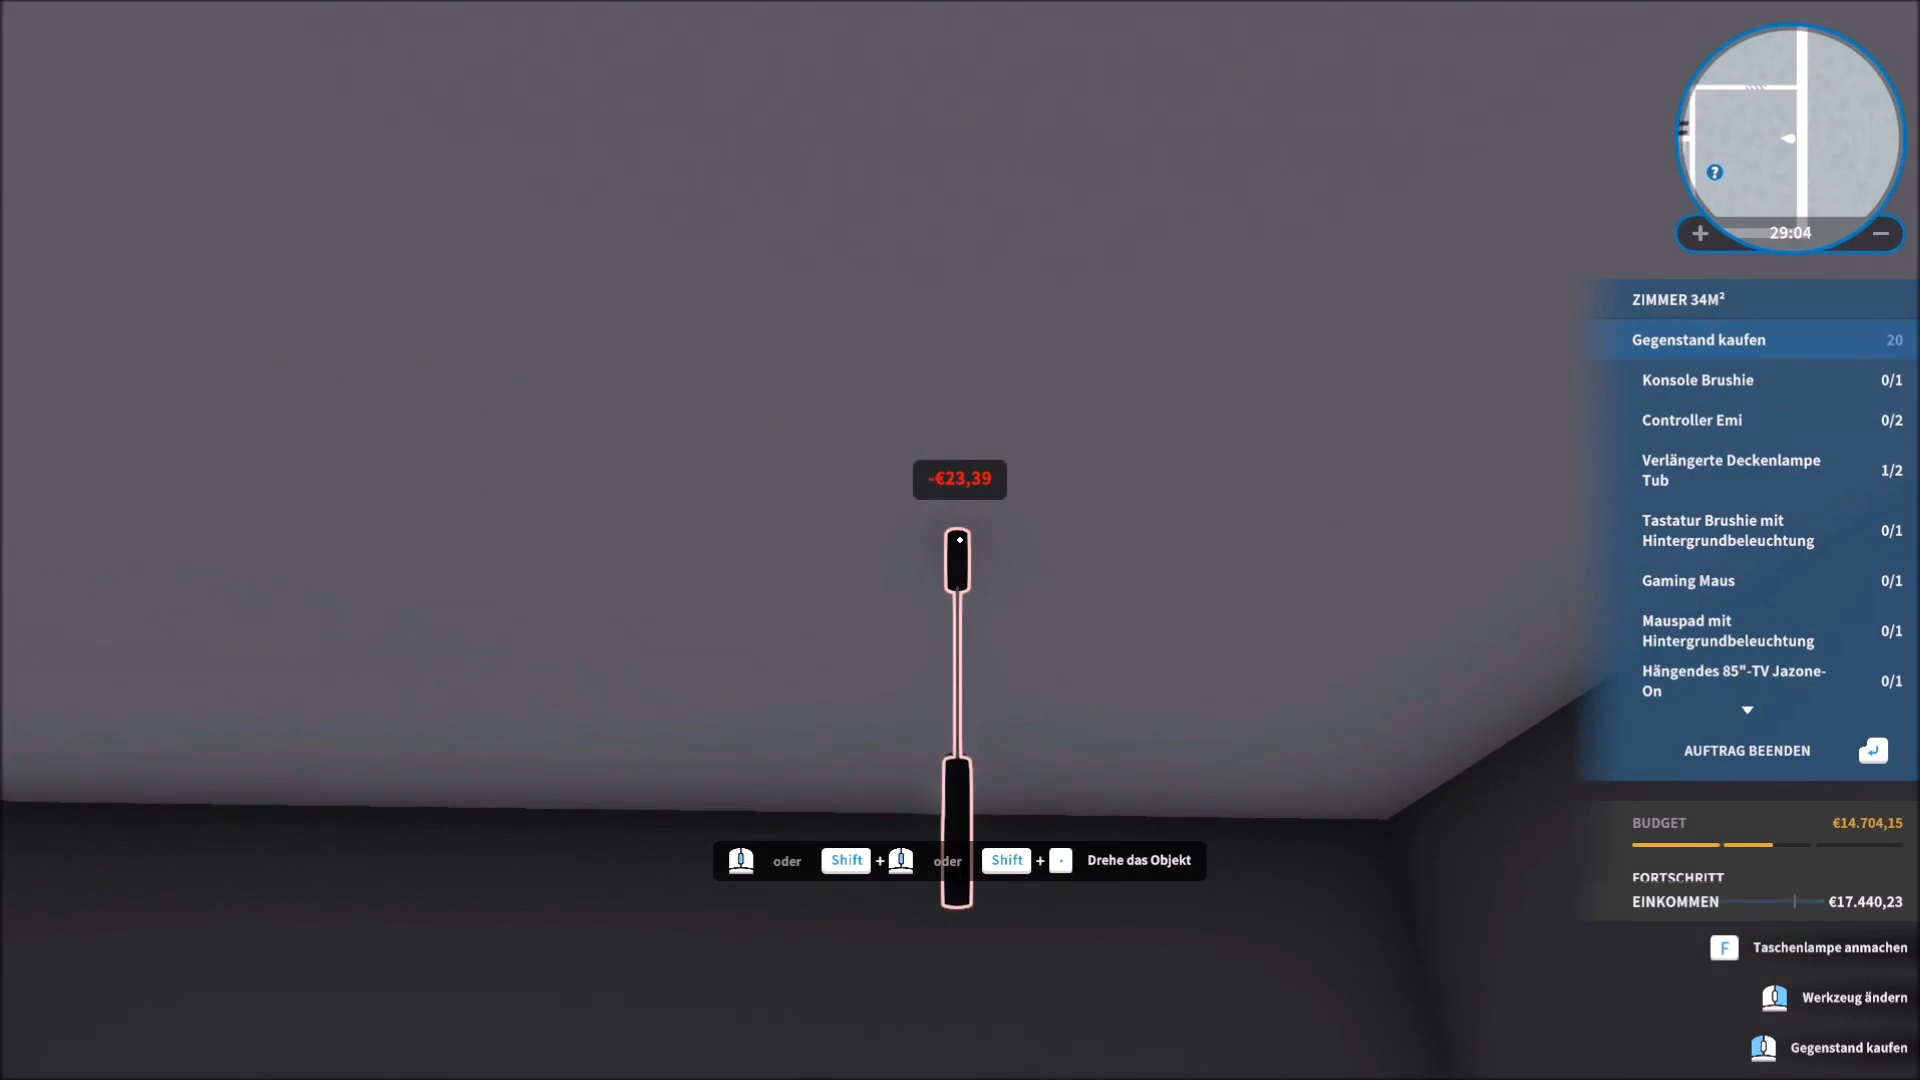 29:04
ZIMMER 34M²
Gegenstand kaufen 20
Konsole Brushie 0/1
Controller Emi 0/2
Verlängerte Deckenlampe
Tub 1/2
Tastatur Brushie mit
Hintergrundbeleuchtung 0/1
Gaming Maus 0/1
Mauspad mit
Hintergrundbeleuchtung 0/1
Hängendes 85"-TV Jazone-
On 0/1
AUFTRAG BEENDEN
-€23,39
oder Shift + oder Shift + . Drehe das Objekt
BUDGET €14.704,15
FORTSCHRITT
EINKOMMEN €17.440,23
F Taschenlampe anmachen
Werkzeug ändern
Gegenstand kaufen